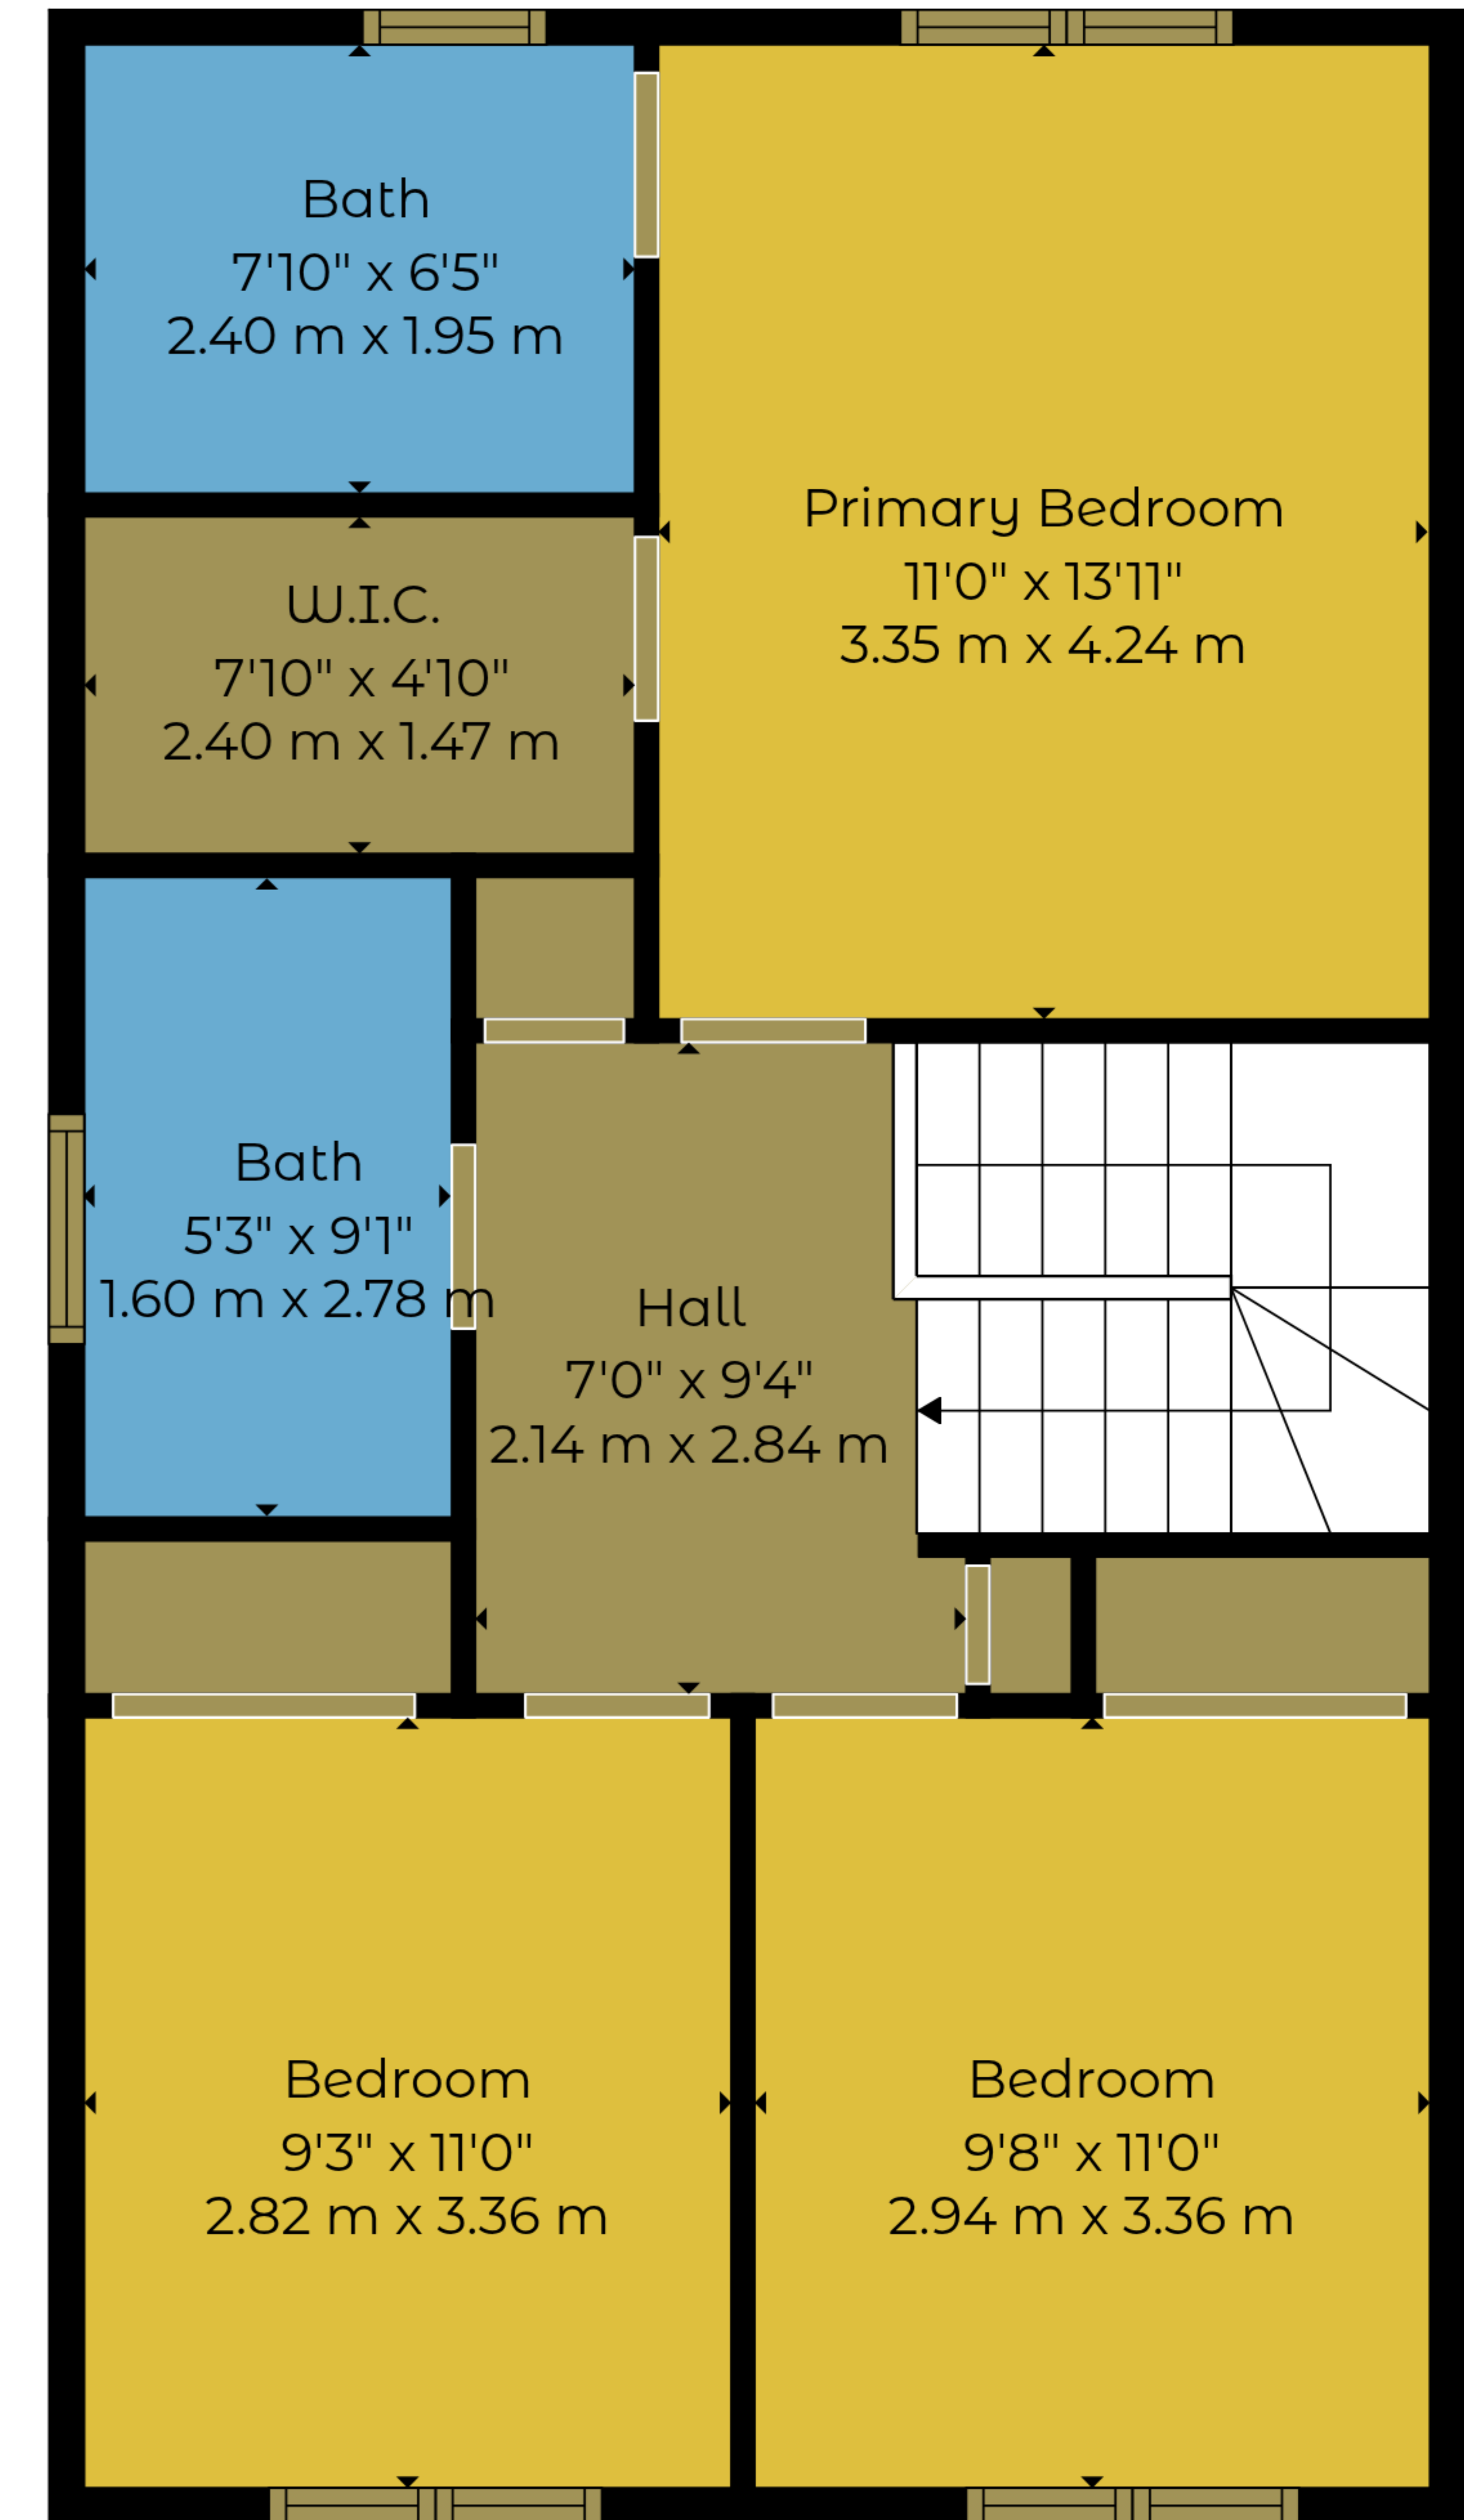 Bath
7'10" x 6'5"
2.40 m x 1.95 m
Primary Bedroom
11'0" x 13'11"
3.35 m x 4.24 m
W.I.C.
7'10" x 4'10"
2.40 m x 1.47 m
Bath
5'3" x 9'1"
1.60 m x 2.78 m
Hall
7'0" x 9'4"
2.14 m x 2.84 m
Bedroom
9'3" x 11'0"
2.82 m x 3.36 m
Bedroom
9'8" x 11'0"
2.94 m x 3.36 m